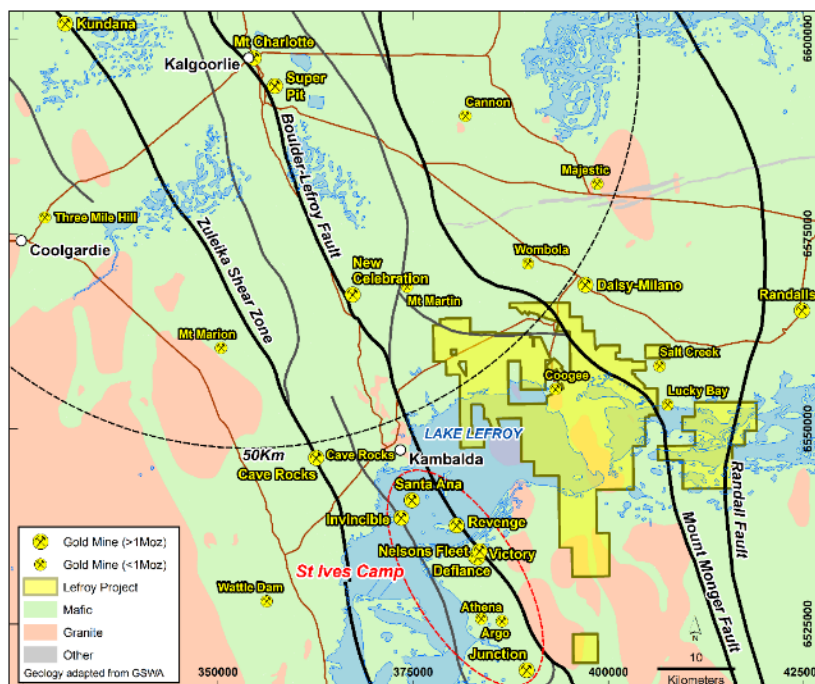 Kundana
Mt Charlotte
Kalgoorlie
Super
Pit
Cannon
6600000
Boulder-Lefroy Fault
Majestic
Three Mile Hill
Coolgardie
Zuleika Shear Zone
Wombola
6575000
New
Celebration
Mt Martin
Daisy-Milano
Randalls
Mt Marion
Salt Creek
Coogee
Lucky Bay
LAKE LEFROY
50Km
Cave Rocks
Cave Rocks
Kambalda
6550000
Santa Ana
Invincible
Revenge
Randall Fault
Mount Monger Fault
Nelsons Fleet
Victory
Defiance
St Ives Camp
Wattle Dam
Athena
Argo
Junction
6525000
Gold Mine (>1Moz)
Gold Mine (<1Moz)
Lefroy Project
Mafic
Granite
Other
Geology adapted from GSWA
350000
375000
400000
425000
N
10
Kilometers